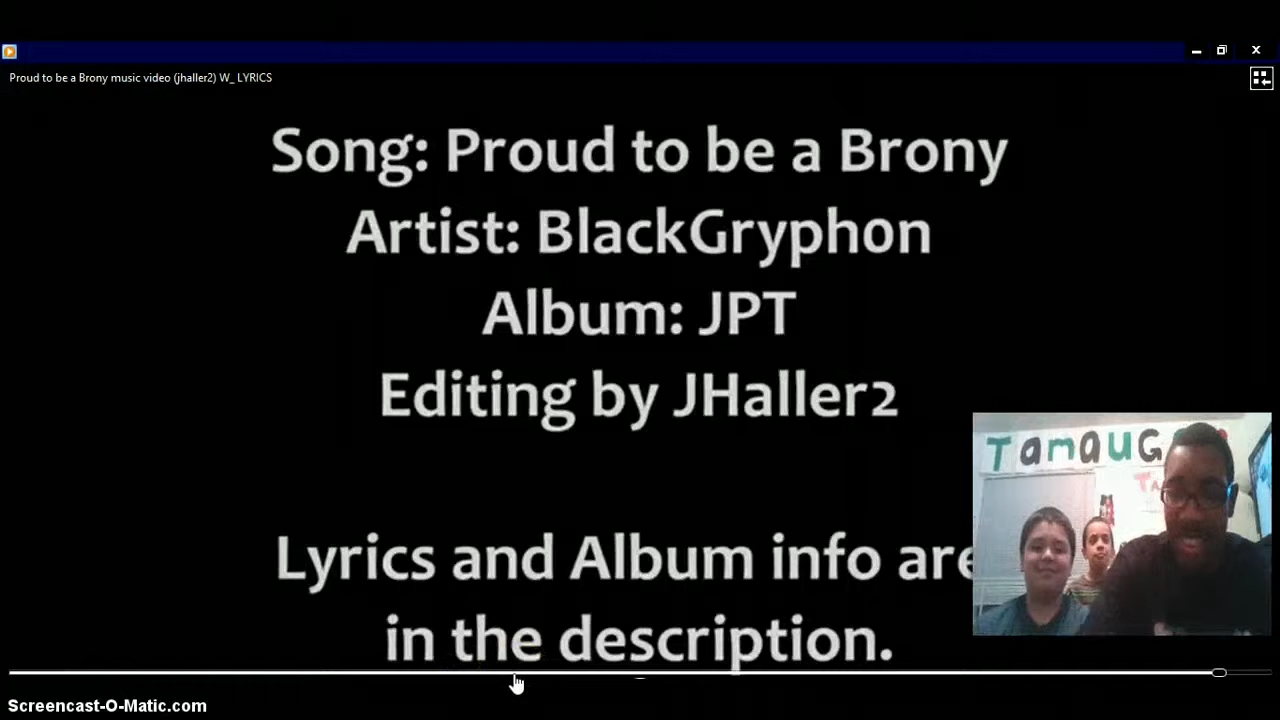 Proud to be a Brony music video (jhaller2) W_ LYRICS
Song: Proud to be a Brony
Artist: BlackGryph0n
Album: JPT
Editing by JHaller2
Lyrics and Album info are
in the description.
Screencast-O-Matic.com